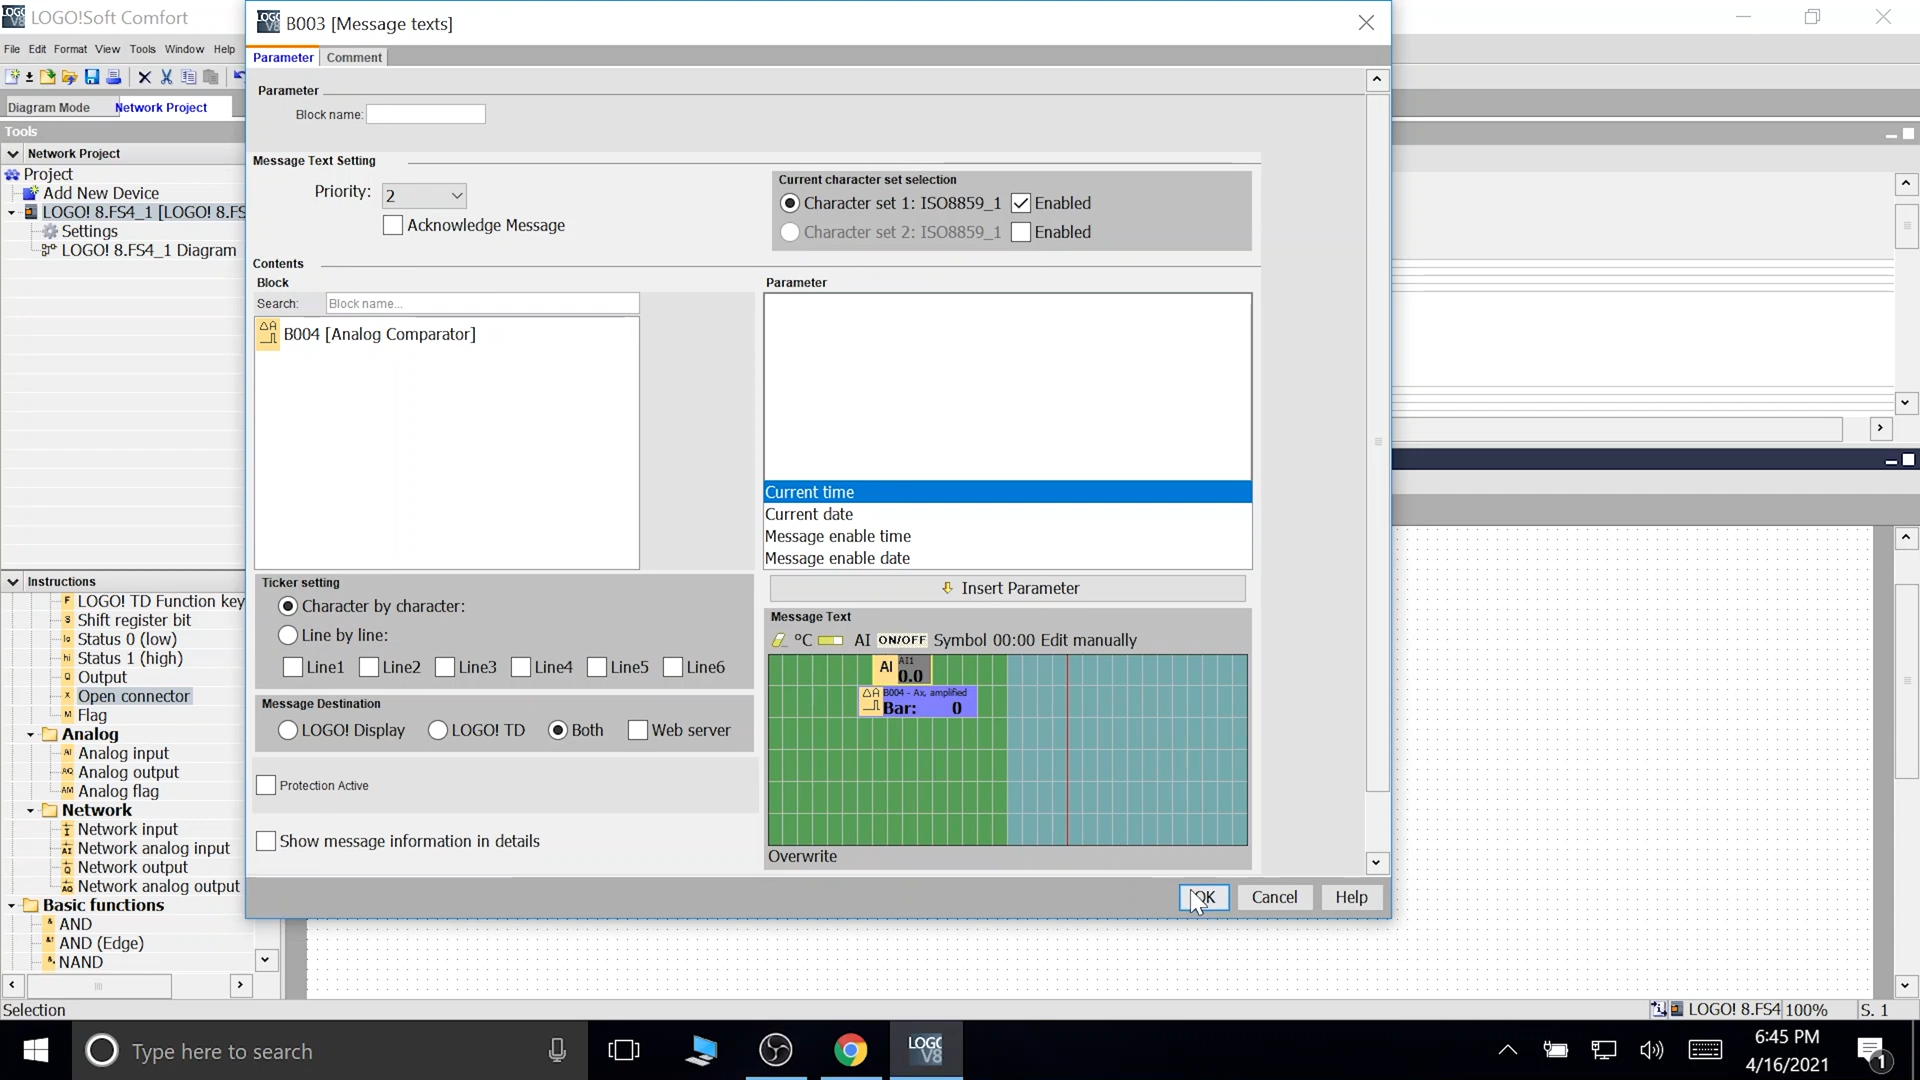 LOGO!Soft Comfort
File Edit Format View Tools Window Help
Diagram Mode Network Project
Tools
Network Project
Project
Add New Device
LOGO! 8.FS4_1 [LOGO! 8.FS
Settings
LOGO! 8.FS4_1 Diagram
Instructions
LOGO! TD Function key
Shift register bit
Status 0 (low)
Status 1 (high)
Output
Open connector
Flag
Analog
Analog input
Analog output
Analog flag
Network
Network input
Network analog input
Network output
Network analog output
Basic functions
AND
AND (Edge)
NAND
Selection
B003 [Message texts]
Parameter Comment
Parameter
Block name:
Message Text Setting
Priority: 2
Acknowledge Message
Current character set selection
Character set 1: ISO8859_1 Enabled
Character set 2: ISO8859_1 Enabled
Contents
Block
Search: Block name...
B004 [Analog Comparator]
Parameter
Current time
Current date
Message enable time
Message enable date
Insert Parameter
Ticker setting
Character by character:
Line by line:
Line1 Line2 Line3 Line4 Line5 Line6
Message Destination
LOGO! Display LOGO! TD Both Web server
Protection Active
Show message information in details
Message Text
°C AI ON/OFF Symbol 00:00 Edit manually
AI AI1
0.0
B004 - Ax, amplified
Bar: 0
Overwrite
OK Cancel Help
LOGO! 8.FS4 100% S. 1
Type here to search
LOGO V8
6:45 PM
4/16/2021
1